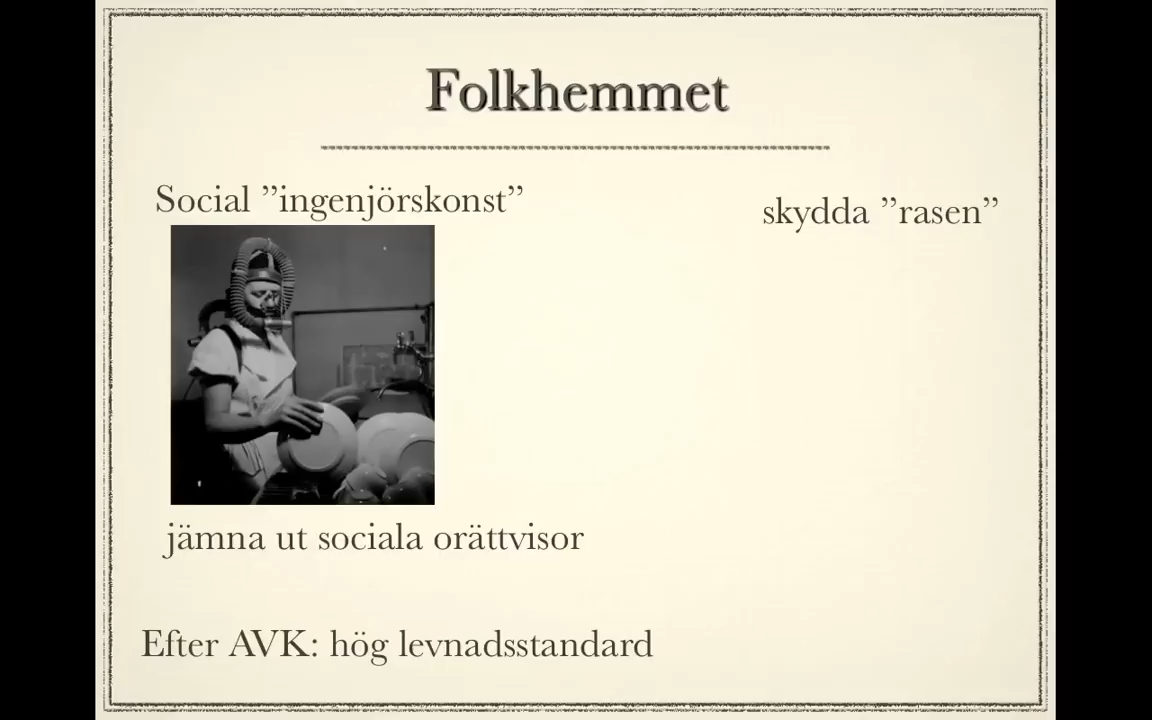 Folkhemmet
Social ”ingenjörskonst”
skydda ”rasen”
jämna ut sociala orättvisor
Efter AVK: hög levnadsstandard